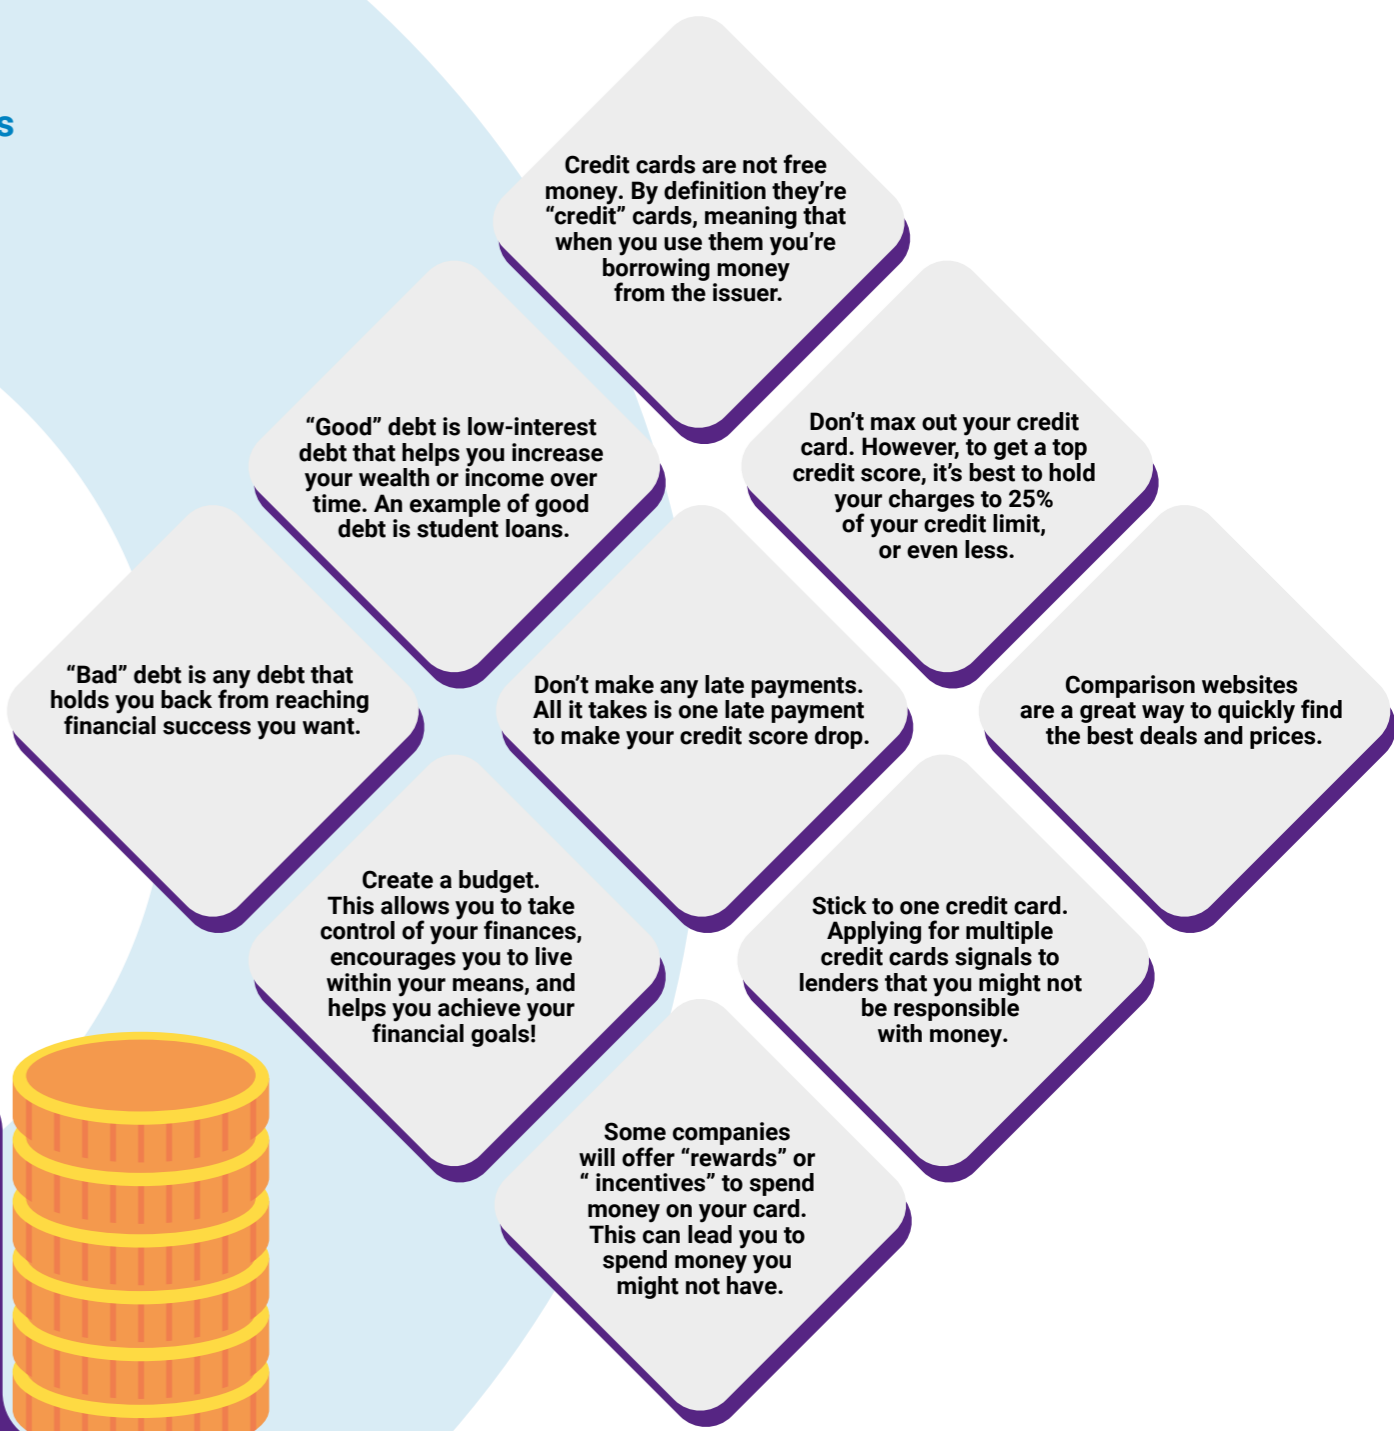 s
Credit cards are not free
money. By definition they’re
“credit” cards, meaning that
when you use them you’re
borrowing money
from the issuer.
“Good” debt is low-interest
debt that helps you increase
your wealth or income over
time. An example of good
debt is student loans.
Don’t max out your credit
card. However, to get a top
credit score, it’s best to hold
your charges to 25%
of your credit limit,
or even less.
“Bad” debt is any debt that
holds you back from reaching
financial success you want.
Don’t make any late payments.
All it takes is one late payment
to make your credit score drop.
Comparison websites
are a great way to quickly find
the best deals and prices.
Create a budget.
This allows you to take
control of your finances,
encourages you to live
within your means, and
helps you achieve your
financial goals!
Stick to one credit card.
Applying for multiple
credit cards signals to
lenders that you might not
be responsible
with money.
Some companies
will offer “rewards” or
“ incentives” to spend
money on your card.
This can lead you to
spend money you
might not have.